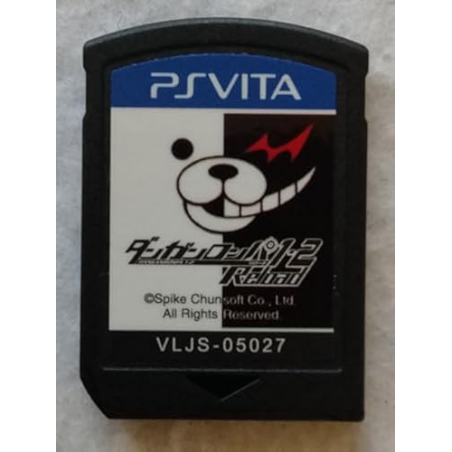 PSVITA
ダンガンロンパ1・2
Reload
©Spike Chunsoft Co., Ltd.
All Rights Reserved.
VLJS-05027